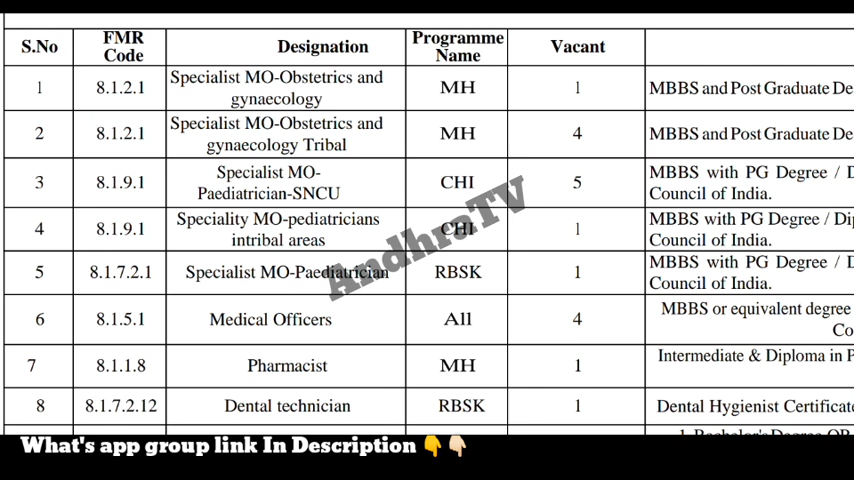 S.No FMR Code Designation Programme Name Vacant
1 8.1.2.1 Specialist MO-Obstetrics and gynaecology MH 1 MBBS and Post Graduate De
2 8.1.2.1 Specialist MO-Obstetrics and gynaecology Tribal MH 4 MBBS and Post Graduate De
3 8.1.9.1 Specialist MO-Paediatrician-SNCU CHI 5 MBBS with PG Degree / D
Council of India.
4 8.1.9.1 Speciality MO-pediatricians intribal areas CHI 1 MBBS with PG Degree / Dip
Council of India.
5 8.1.7.2.1 Specialist MO-Paediatrician RBSK 1 MBBS with PG Degree / D
Council of India.
6 8.1.5.1 Medical Officers All 4 MBBS or equivalent degree
Co
7 8.1.1.8 Pharmacist MH 1 Intermediate & Diploma in P
8 8.1.7.2.12 Dental technician RBSK 1 Dental Hygienist Certificate
AndhraTV
What's app group link In Description 👇👇🏻